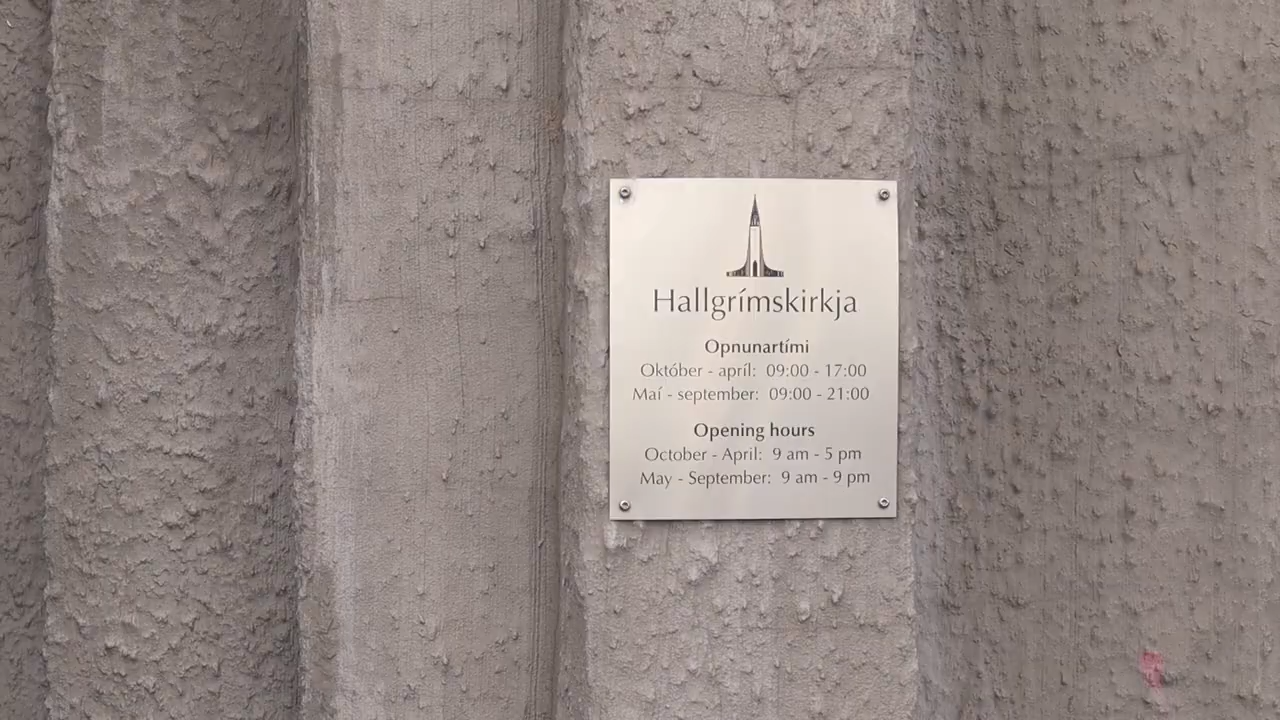 Hallgrímskirkja
Opnunartími
Október - apríl: 09:00 - 17:00
Maí - september: 09:00 - 21:00
Opening hours
October - April: 9 am - 5 pm
May - September: 9 am - 9 pm